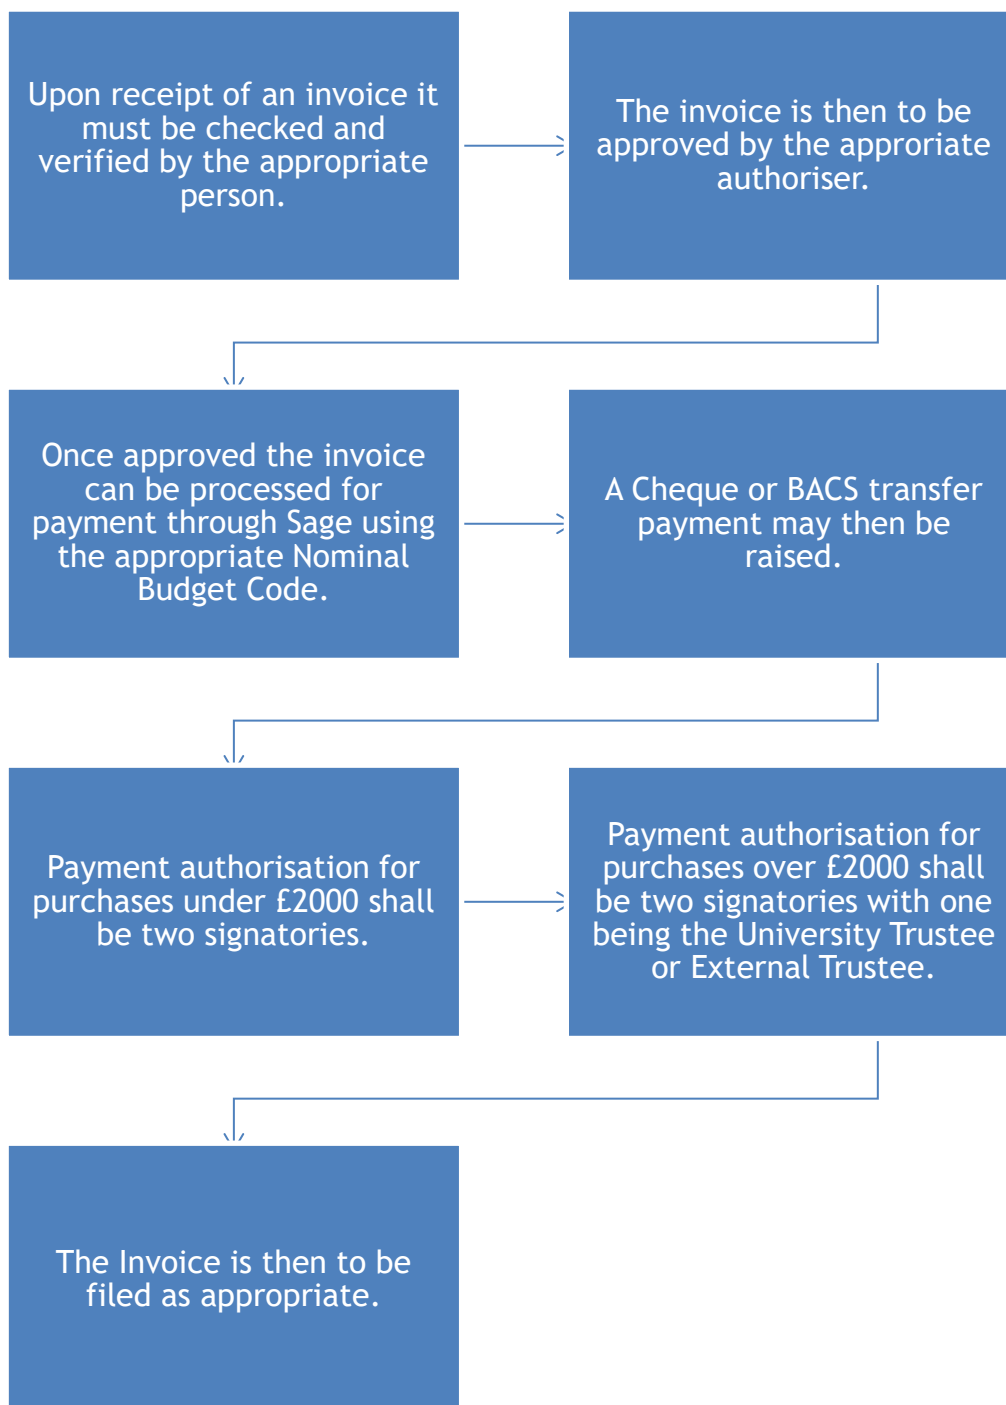 Upon receipt of an invoice it
must be checked and
verified by the appropriate
person.
The invoice is then to be
approved by the approriate
authoriser.
Once approved the invoice
can be processed for
payment through Sage using
the appropriate Nominal
Budget Code.
A Cheque or BACS transfer
payment may then be
raised.
Payment authorisation for
purchases under £2000 shall
be two signatories.
Payment authorisation for
purchases over £2000 shall
be two signatories with one
being the University Trustee
or External Trustee.
The Invoice is then to be
filed as appropriate.